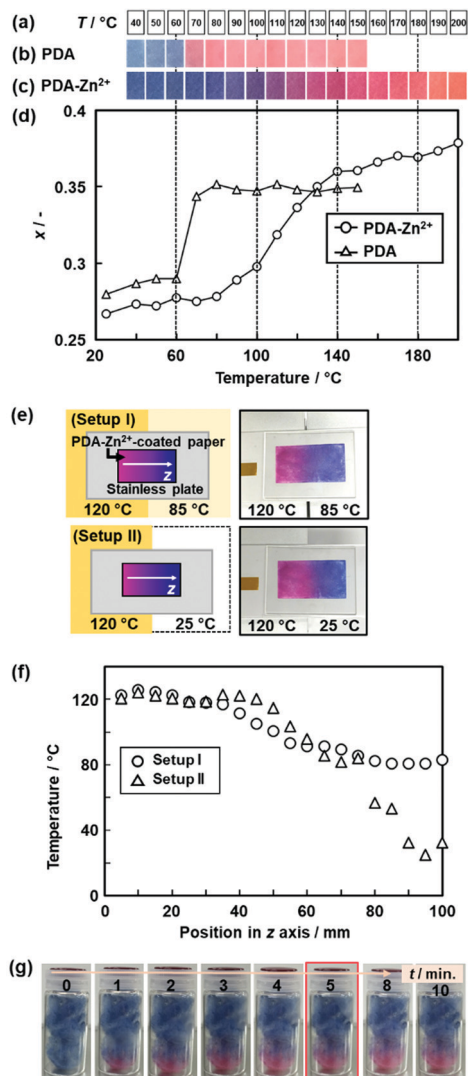 (a) T / °C 40 50 60 70 80 90 100 110 120 130 140 150 160 170 180 190 200
(b) PDA
(c) PDA-Zn²⁺
(d)
0.4
0.35
0.3
0.25
x / -
PDA-Zn²⁺
PDA
20 60 100 140 180
Temperature / °C
(e)
(Setup I)
PDA-Zn²⁺-coated paper
z
Stainless plate
120 °C 85 °C
120 °C 85 °C
(Setup II)
z
120 °C 25 °C
120 °C 25 °C
(f)
120
80
40
0
Temperature / °C
Setup I
Setup II
0 20 40 60 80 100
Position in z axis / mm
(g)
t / min.
0 1 2 3 4 5 8 10